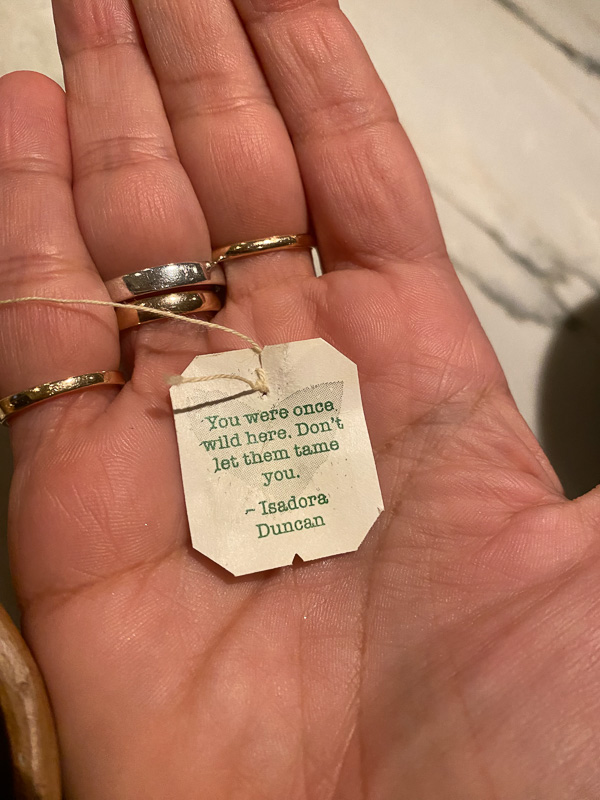 You were once
wild here. Don't
let them tame
you.
~ Isadora
Duncan